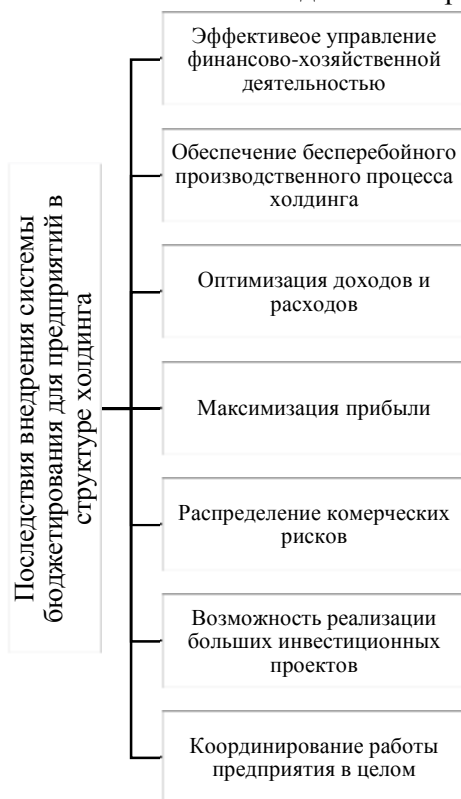 Эффективеое управление
финансово-хозяйственной
деятельностью
Обеспечение бесперебойного
производственного процесса
холдинга
Последствия внедрения системы
бюджетирования для предприятий в
структуре холдинга
Оптимизация доходов и
расходов
Максимизация прибыли
Распределение комерческих
рисков
Возможность реализации
больших инвестиционных
проектов
Координирование работы
предприятия в целом